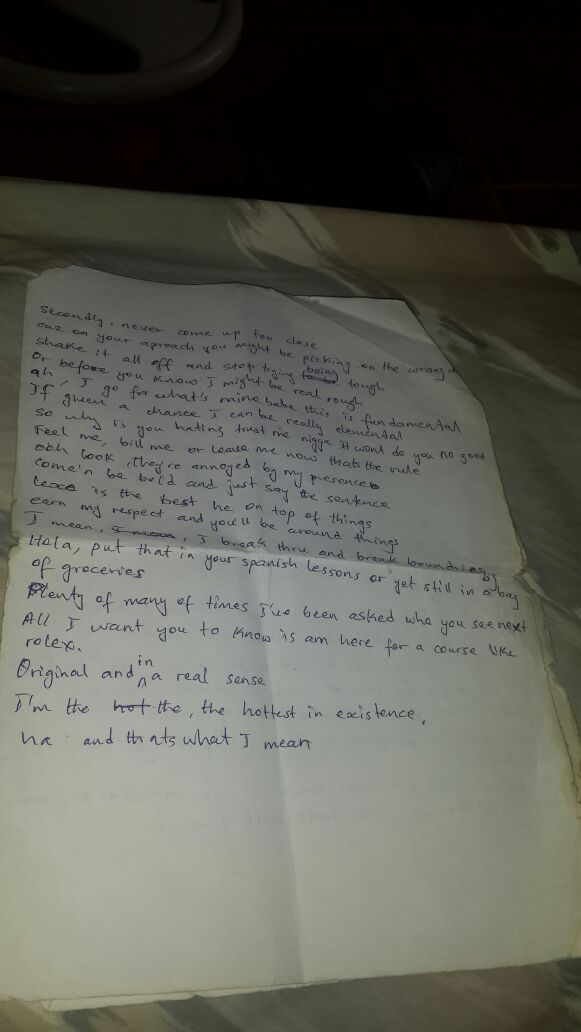 Secondly, never come up too close
cuz on your aproach you might be picking on the wrong d
shake it all off and stop trying being tough
Or before you know I might be real rough
ah, I go for what's mine babe this is fundamental
If given a chance I can be really elemental
So why is you hating trust me nigga It wont do you no good
Feel me, bill me or leave me now thats the rule
ooh look, they're annoyed by my presence
come'n be bold and just say the sentence
is the best he on top of things
earn my respect and you'll be around things
I mean, I mean, I break thru and break boundries by
Hola, put that in your spanish lessons or yet still in a bag
of groceries
Plenty of many of times I've been asked who you see next
All I want you to know is am here for a course like
rolex.
Original and in a real sense
I'm the hot the, the hottest in existence,
ha and thats what I mean